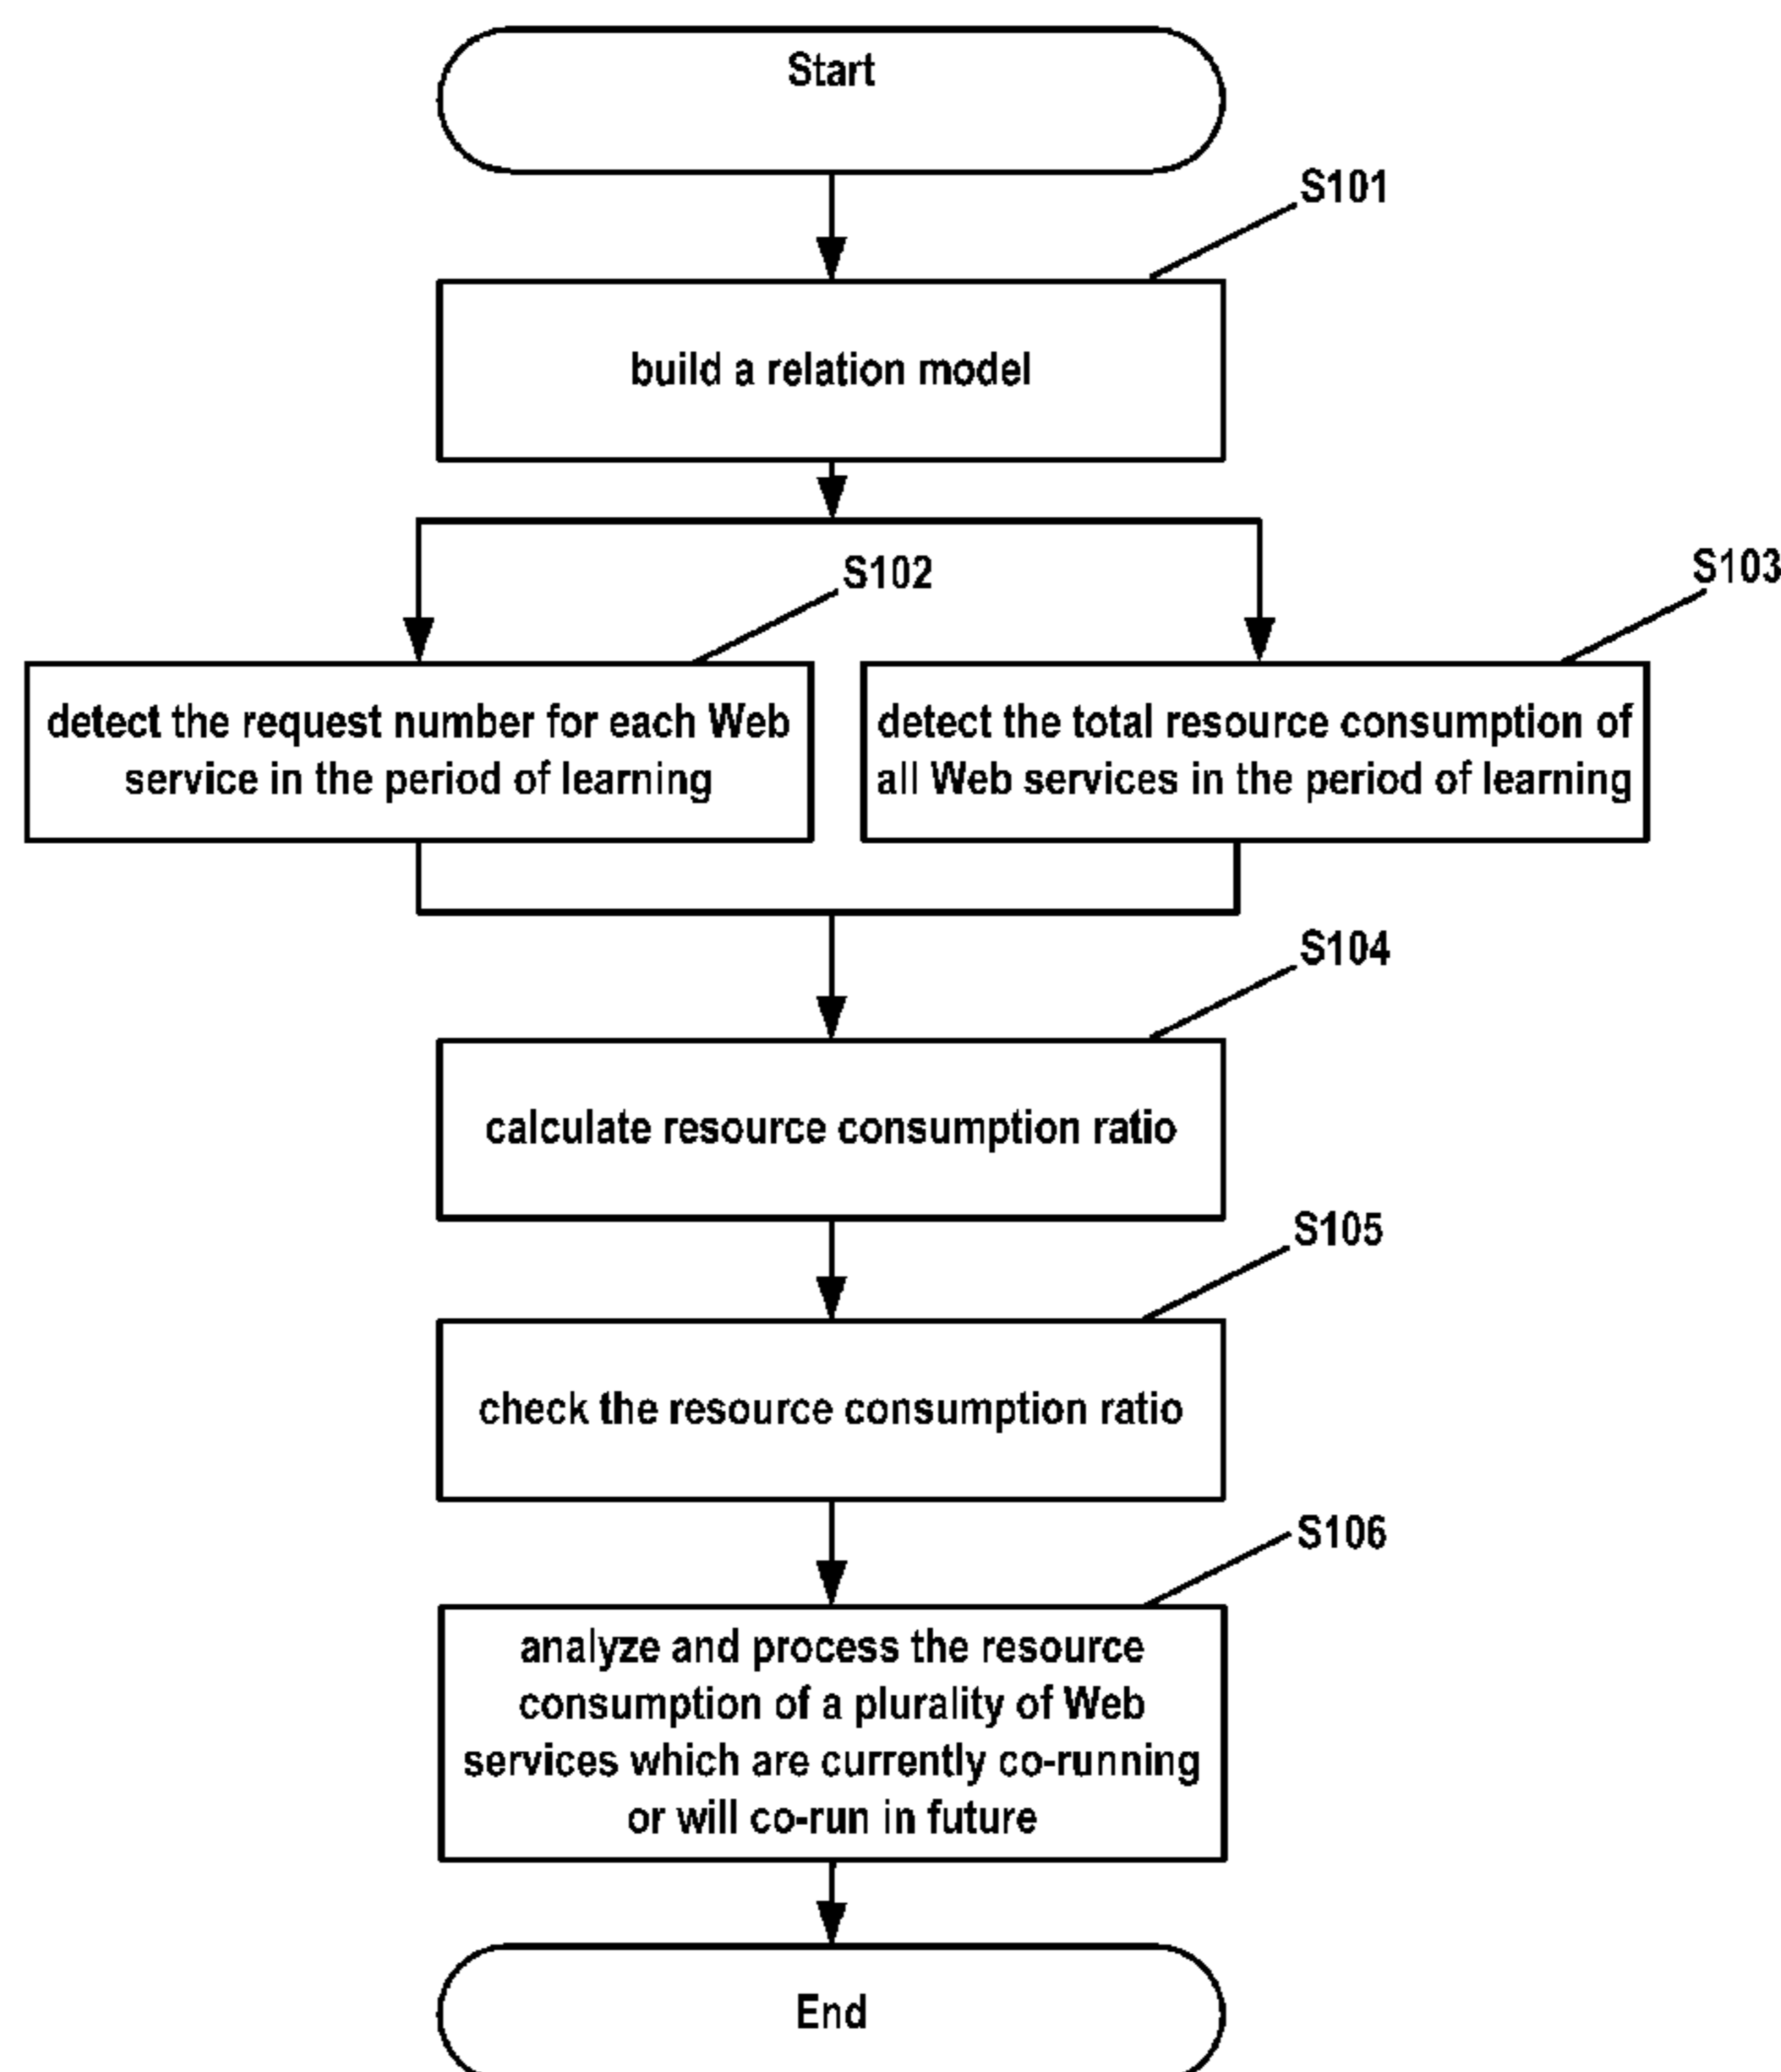 Start
S101
build a relation model
S102
S103
detect the request number for each Web
service in the period of learning
detect the total resource consumption of
all Web services in the period of learning
S104
calculate resource consumption ratio
S105
check the resource consumption ratio
S106
analyze and process the resource
consumption of a plurality of Web
services which are currently co-running
or will co-run in future
End